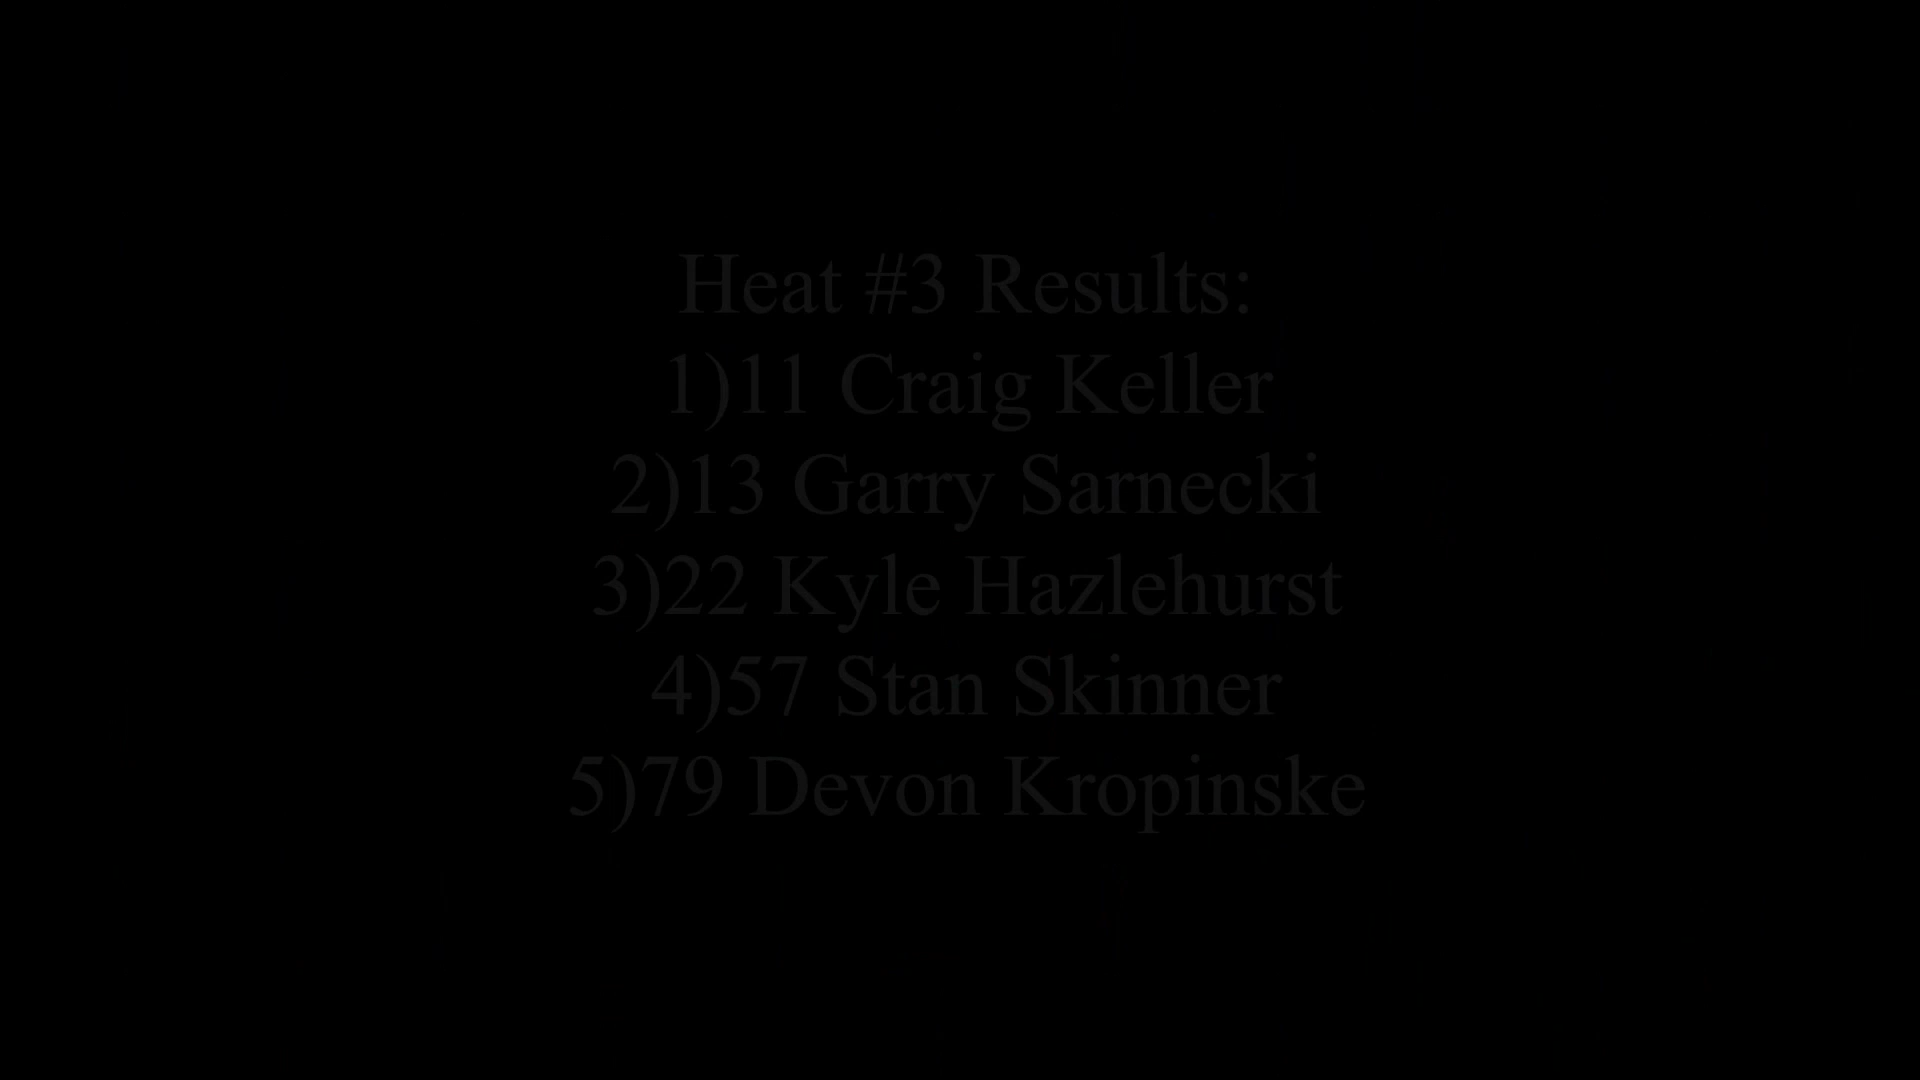 Heat #3 Results:
1)11 Craig Keller
2)13 Garry Sarnecki
3)22 Kyle Hazlehurst
4)57 Stan Skinner
5)79 Devon Kropinske